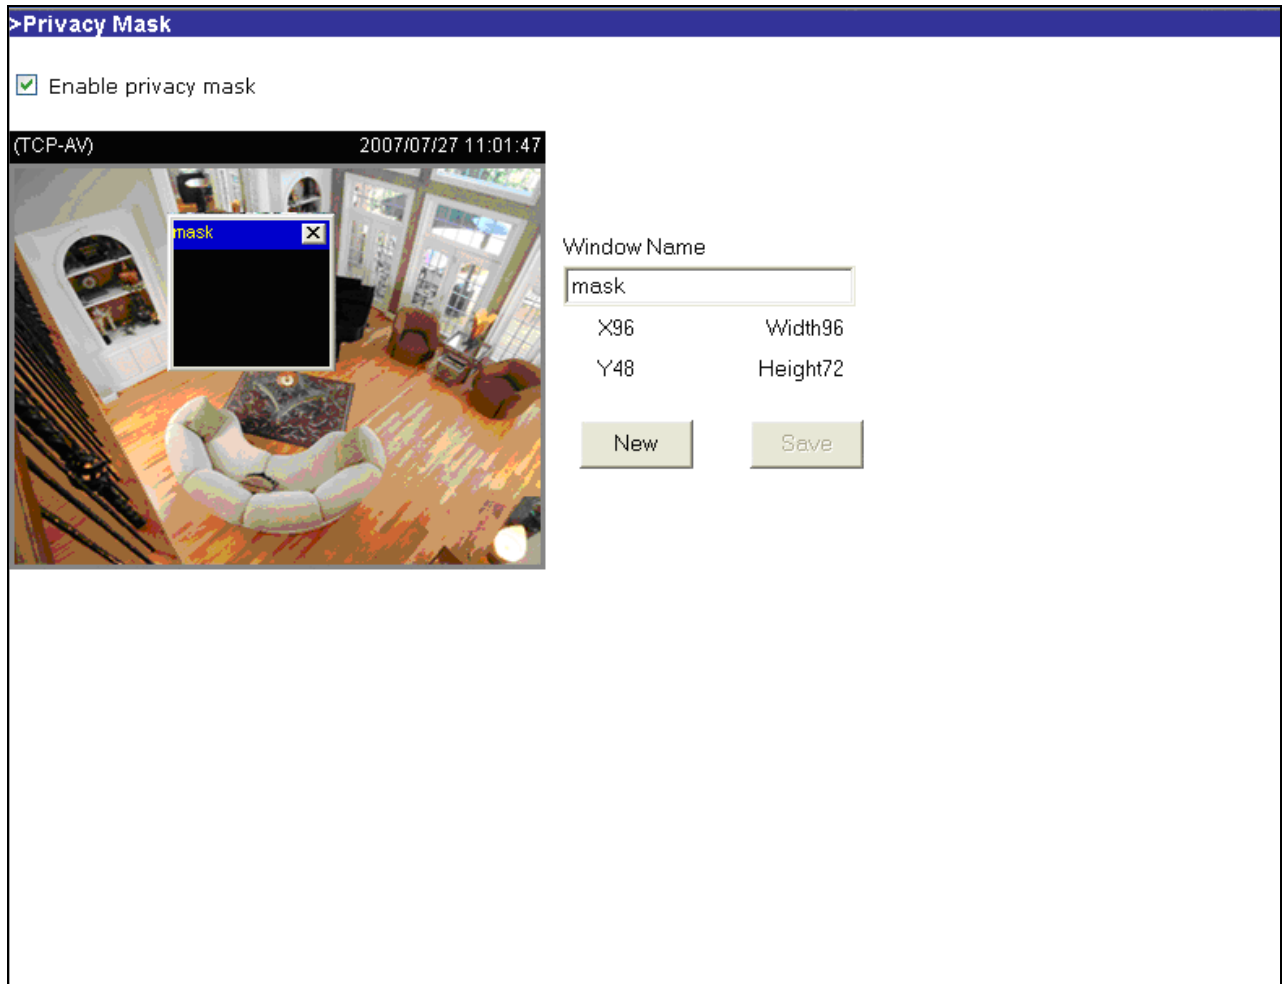 >Privacy Mask
Enable privacy mask
(TCP-AV) 2007/07/27 11:01:47
mask
Window Name
mask
X96 Width96
Y48 Height72
New Save